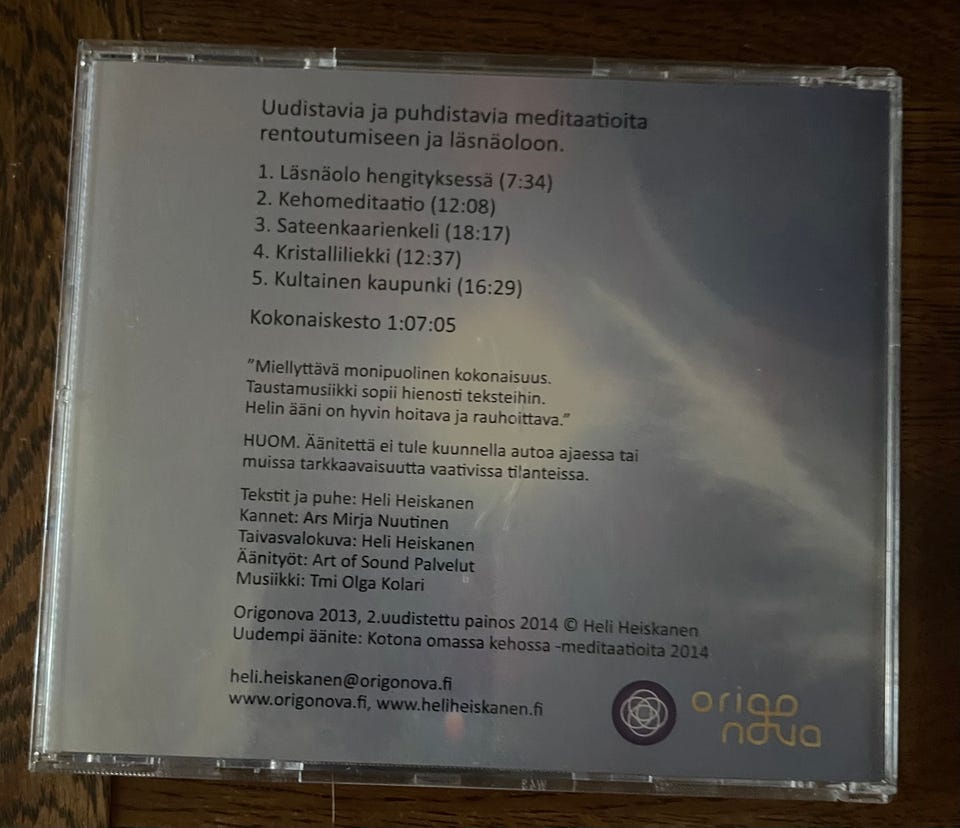 Uudistavia ja puhdistavia meditaatioita
rentoutumiseen ja läsnäoloon.
1. Läsnäolo hengityksessä (7:34)
2. Kehomeditaatio (12:08)
3. Sateenkaarienkeli (18:17)
4. Kristalliliekki (12:37)
5. Kultainen kaupunki (16:29)
Kokonaiskesto 1:07:05
”Miellyttävä monipuolinen kokonaisuus.
Taustamusiikki sopii hienosti teksteihin.
Helin ääni on hyvin hoitava ja rauhoittava.”
HUOM. Äänitettä ei tule kuunnella autoa ajaessa tai
muissa tarkkaavaisuutta vaativissa tilanteissa.
Tekstit ja puhe: Heli Heiskanen
Kannet: Ars Mirja Nuutinen
Taivasvalokuva: Heli Heiskanen
Äänityöt: Art of Sound Palvelut
Musiikki: Tmi Olga Kolari
Origonova 2013, 2.uudistettu painos 2014 © Heli Heiskanen
Uudempi äänite: Kotona omassa kehossa -meditaatioita 2014
heli.heiskanen@origonova.fi
www.origonova.fi, www.heliheiskanen.fi
origo
nova